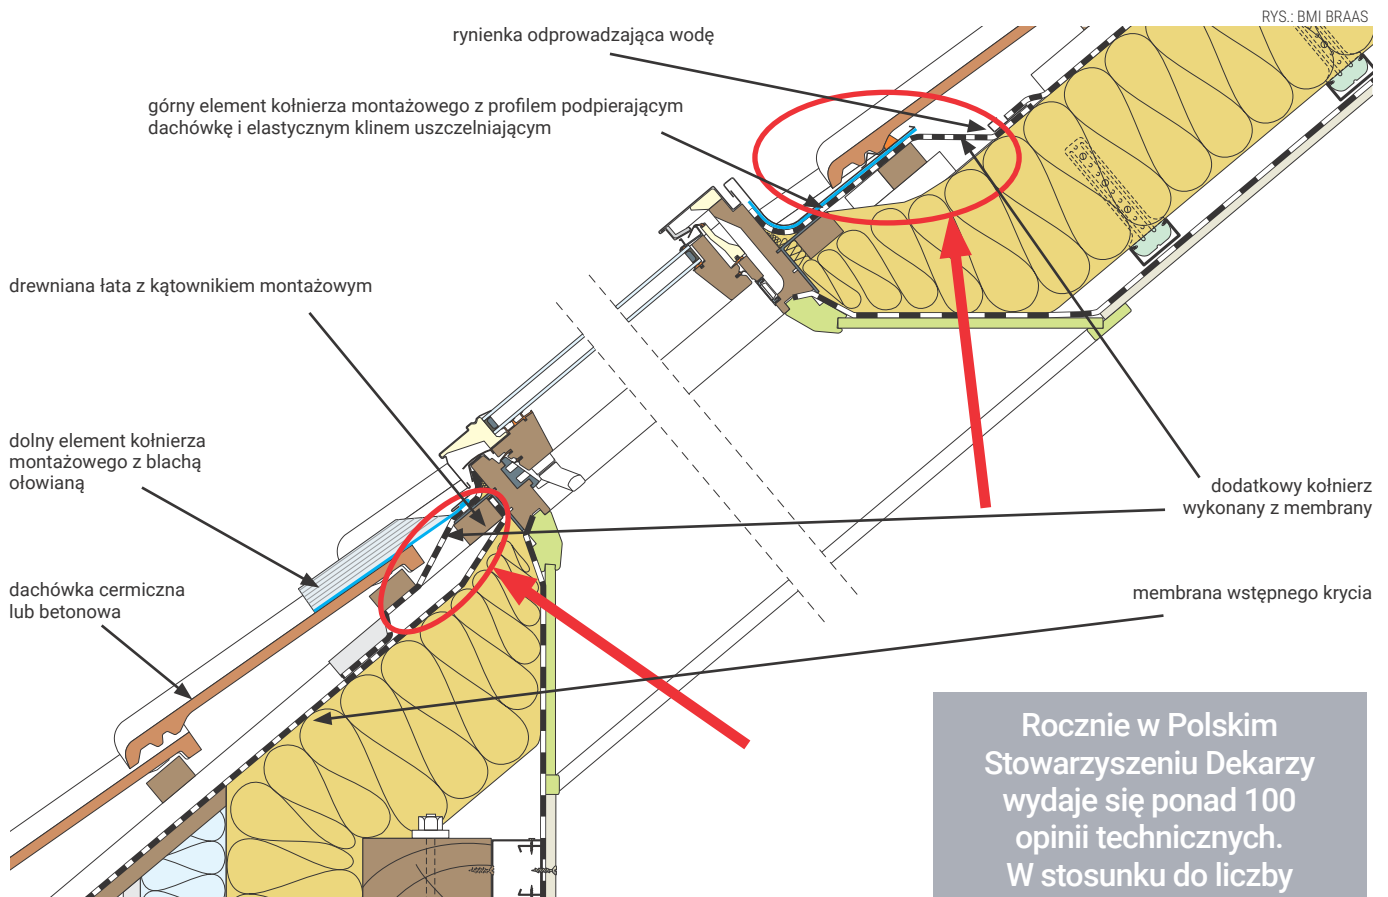 RYS.: BMI BRAAS
rynienka odprowadzająca wodę
górny element kołnierza montażowego z profilem podpierającym
dachówkę i elastycznym klinem uszczelniającym
drewniana łata z kątownikiem montażowym
dolny element kołnierza
montażowego z blachą
ołowianą
dachówka cermiczna
lub betonowa
dodatkowy kołnierz
wykonany z membrany
membrana wstępnego krycia
Rocznie w Polskim
Stowarzyszeniu Dekarzy
wydaje się ponad 100
opinii technicznych.
W stosunku do liczby